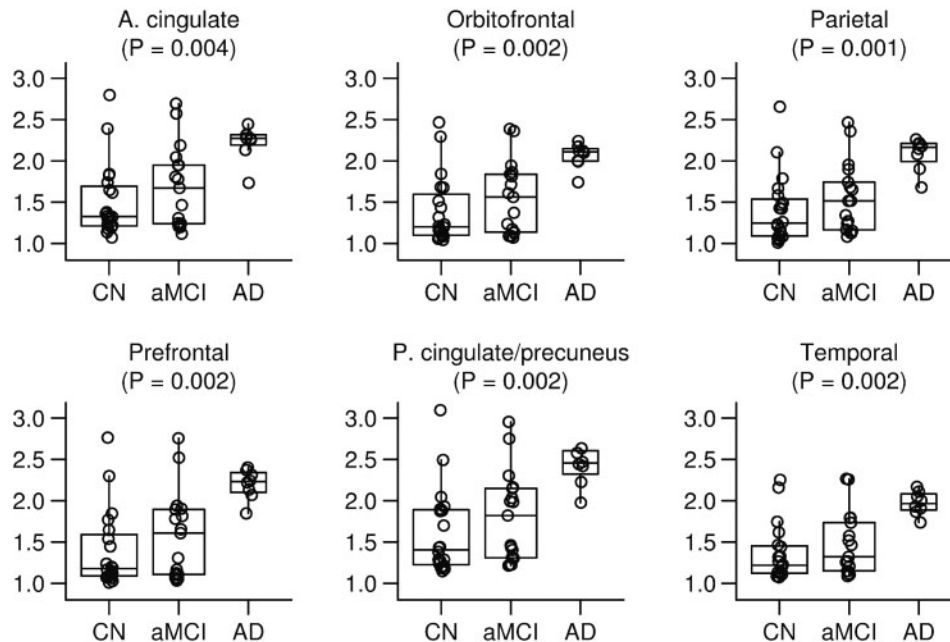 A. cingulate
(P = 0.004)
3.0
2.5
2.0
1.5
1.0
CN aMCI AD
Orbitofrontal
(P = 0.002)
3.0
2.5
2.0
1.5
1.0
CN aMCI AD
Parietal
(P = 0.001)
3.0
2.5
2.0
1.5
1.0
CN aMCI AD
Prefrontal
(P = 0.002)
3.0
2.5
2.0
1.5
1.0
CN aMCI AD
P. cingulate/precuneus
(P = 0.002)
3.0
2.5
2.0
1.5
1.0
CN aMCI AD
Temporal
(P = 0.002)
3.0
2.5
2.0
1.5
1.0
CN aMCI AD